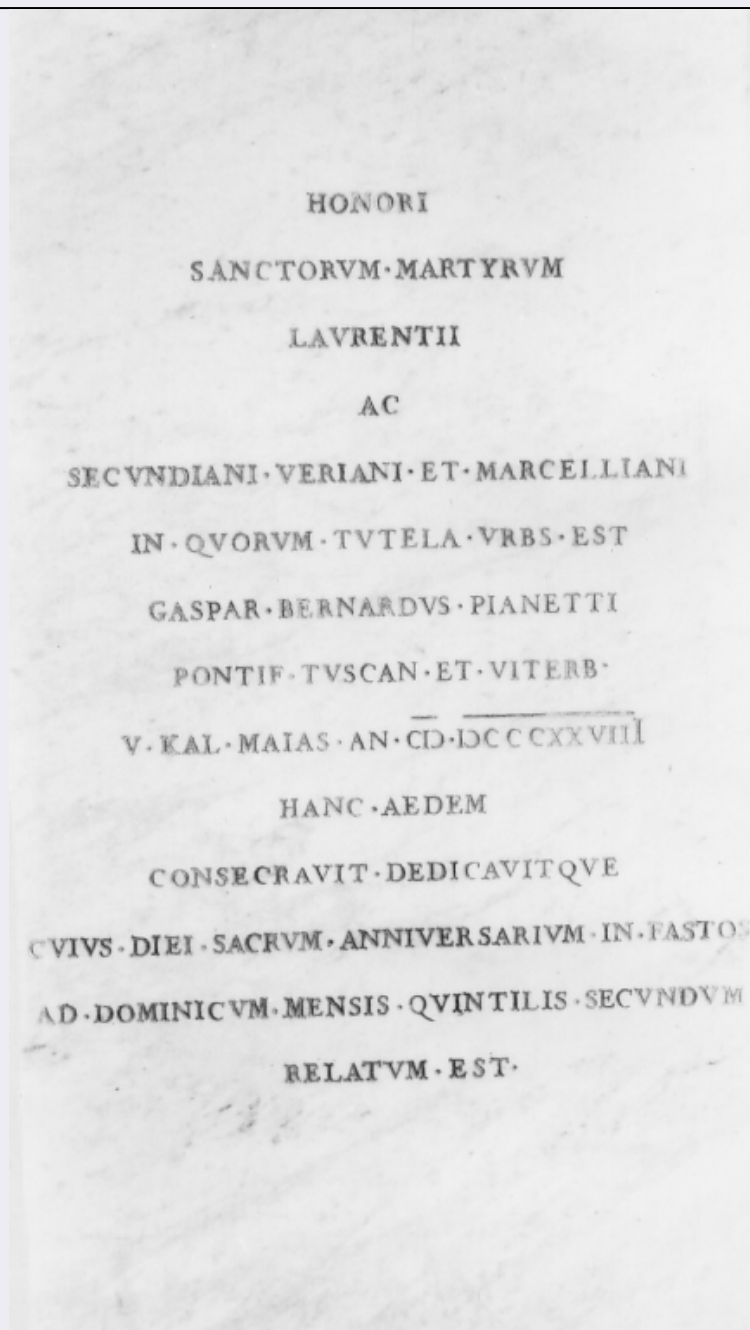 HONORI
SANCTORVM·MARTYRVM
LAVRENTII
AC
SECVNDIANI·VERIANI·ET·MARCELLIANI
IN·QVORVM·TVTELA·VRBS·EST
GASPAR·BERNARDVS·PIANETTI
PONTIF·TVSCAN·ET·VITERB·
V·KAL·MAIAS·AN·CIƆ·IƆCCCXXVIIII
HANC·AEDEM
CONSECRAVIT·DEDICAVITQVE
CVIVS·DIEI·SACRVM·ANNIVERSARIVM·IN·FASTOS
AD·DOMINICVM·MENSIS·QVINTILIS·SECVNDVM
RELATVM·EST·